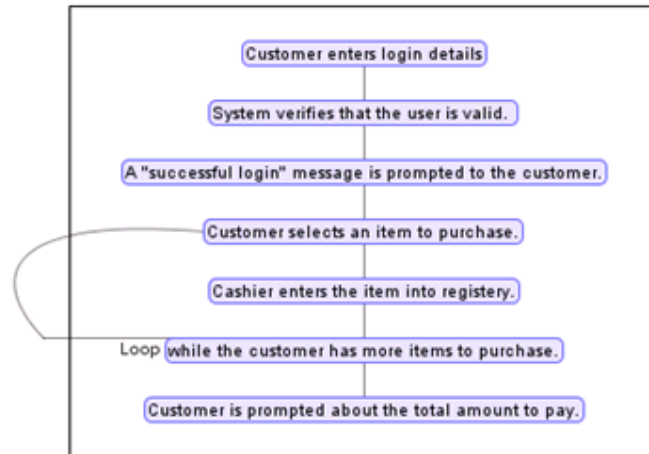 Customer enters login details
System verifies that the user is valid.
A "successful login" message is prompted to the customer.
Customer selects an item to purchase.
Cashier enters the item into registery.
Loop while the customer has more items to purchase.
Customer is prompted about the total amount to pay.